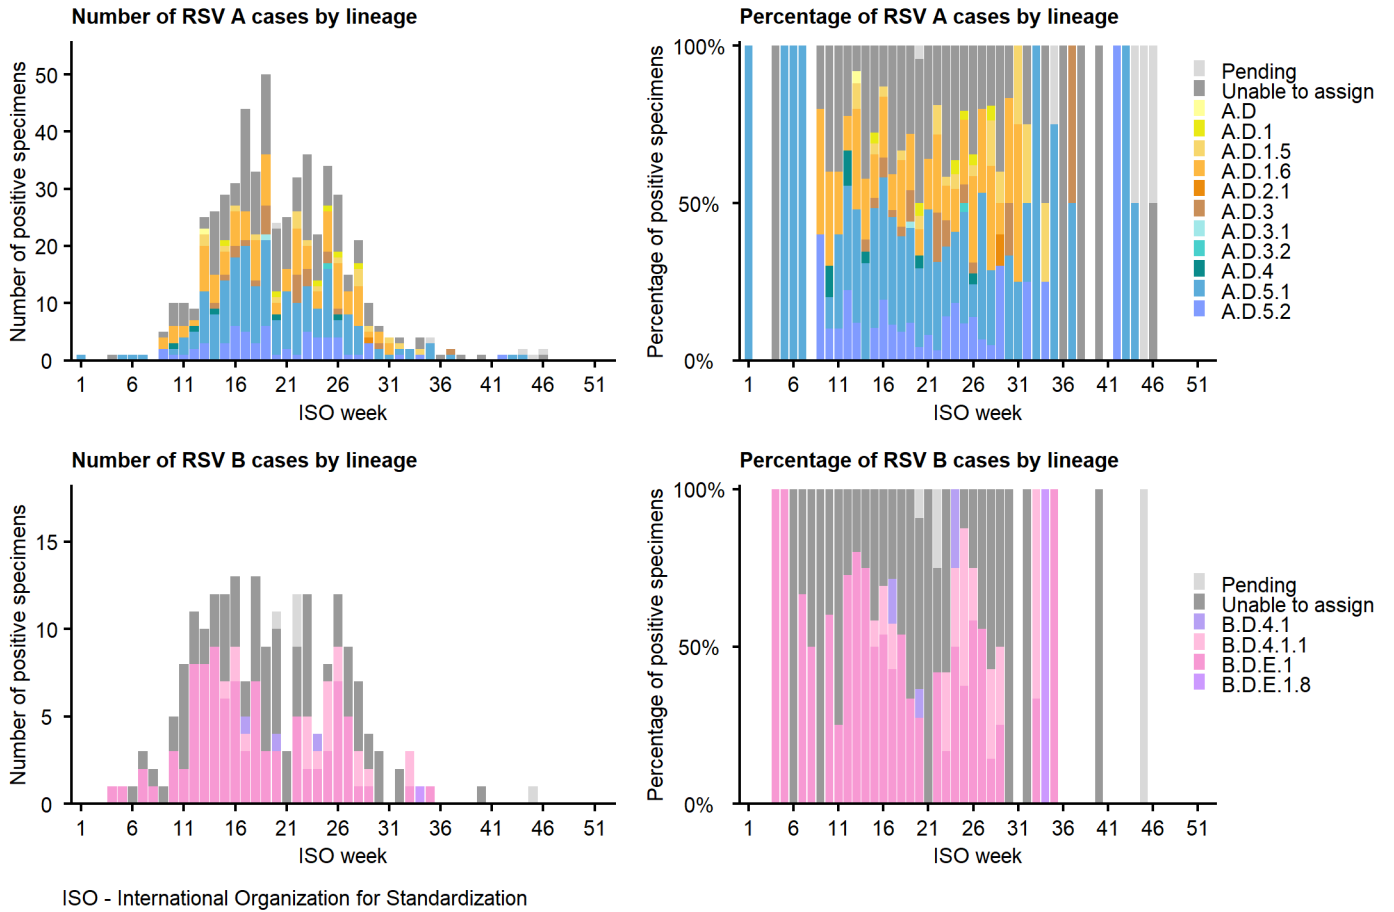 Number of RSV A cases by lineage
Number of positive specimens
50
40
30
20
10
0
1 6 11 16 21 26 31 36 41 46 51
ISO week
Percentage of RSV A cases by lineage
Percentage of positive specimens
100%
50%
0%
1 6 11 16 21 26 31 36 41 46 51
ISO week
Pending
Unable to assign
A.D
A.D.1
A.D.1.5
A.D.1.6
A.D.2.1
A.D.3
A.D.3.1
A.D.3.2
A.D.4
A.D.5.1
A.D.5.2
Number of RSV B cases by lineage
Number of positive specimens
15
10
5
0
1 6 11 16 21 26 31 36 41 46 51
ISO week
Percentage of RSV B cases by lineage
Percentage of positive specimens
100%
50%
0%
1 6 11 16 21 26 31 36 41 46 51
ISO week
Pending
Unable to assign
B.D.4.1
B.D.4.1.1
B.D.E.1
B.D.E.1.8
ISO - International Organization for Standardization